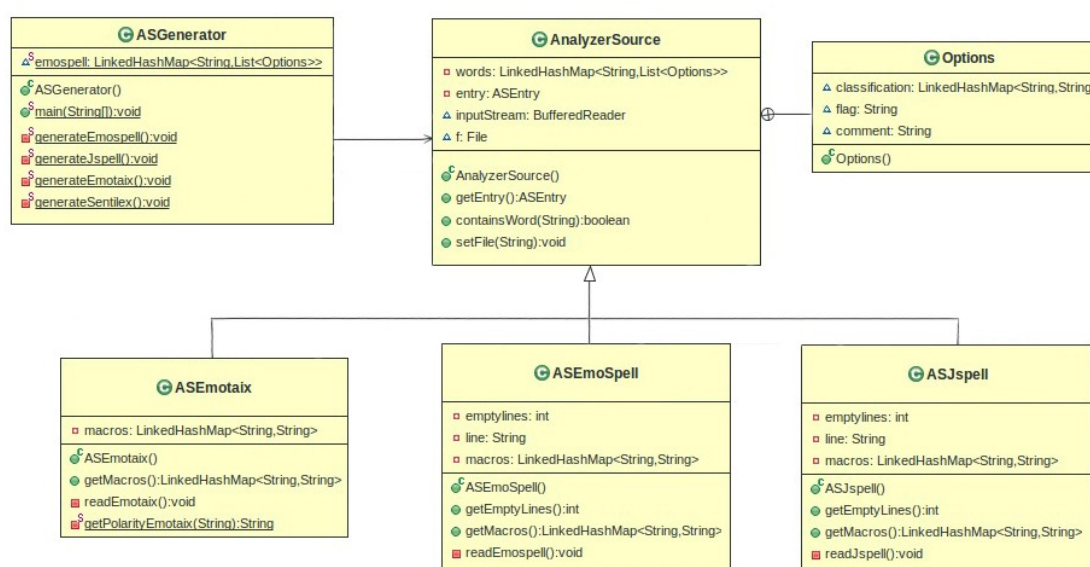 ASGenerator
emospell: LinkedHashMap<String,List<Options>>
ASGenerator()
main(String[]):void
generateEmospell():void
generateJspell():void
generateEmotaix():void
generateSentilex():void
AnalyzerSource
words: LinkedHashMap<String,List<Options>>
entry: ASEntry
inputStream: BufferedReader
f: File
AnalyzerSource()
getEntry():ASEntry
containsWord(String):boolean
setFile(String):void
Options
classification: LinkedHashMap<String,String
flag: String
comment: String
Options()
ASEmotaix
macros: LinkedHashMap<String,String>
ASEmotaix()
getMacros():LinkedHashMap<String,String>
readEmotaix():void
getPolarityEmotaix(String):String
ASEmoSpell
emptylines: int
line: String
macros: LinkedHashMap<String,String>
ASEmoSpell()
getEmptyLines():int
getMacros():LinkedHashMap<String,String>
readEmospell():void
ASJspell
emptylines: int
line: String
macros: LinkedHashMap<String,String>
ASJspell()
getEmptyLines():int
getMacros():LinkedHashMap<String,String>
readJspell():void